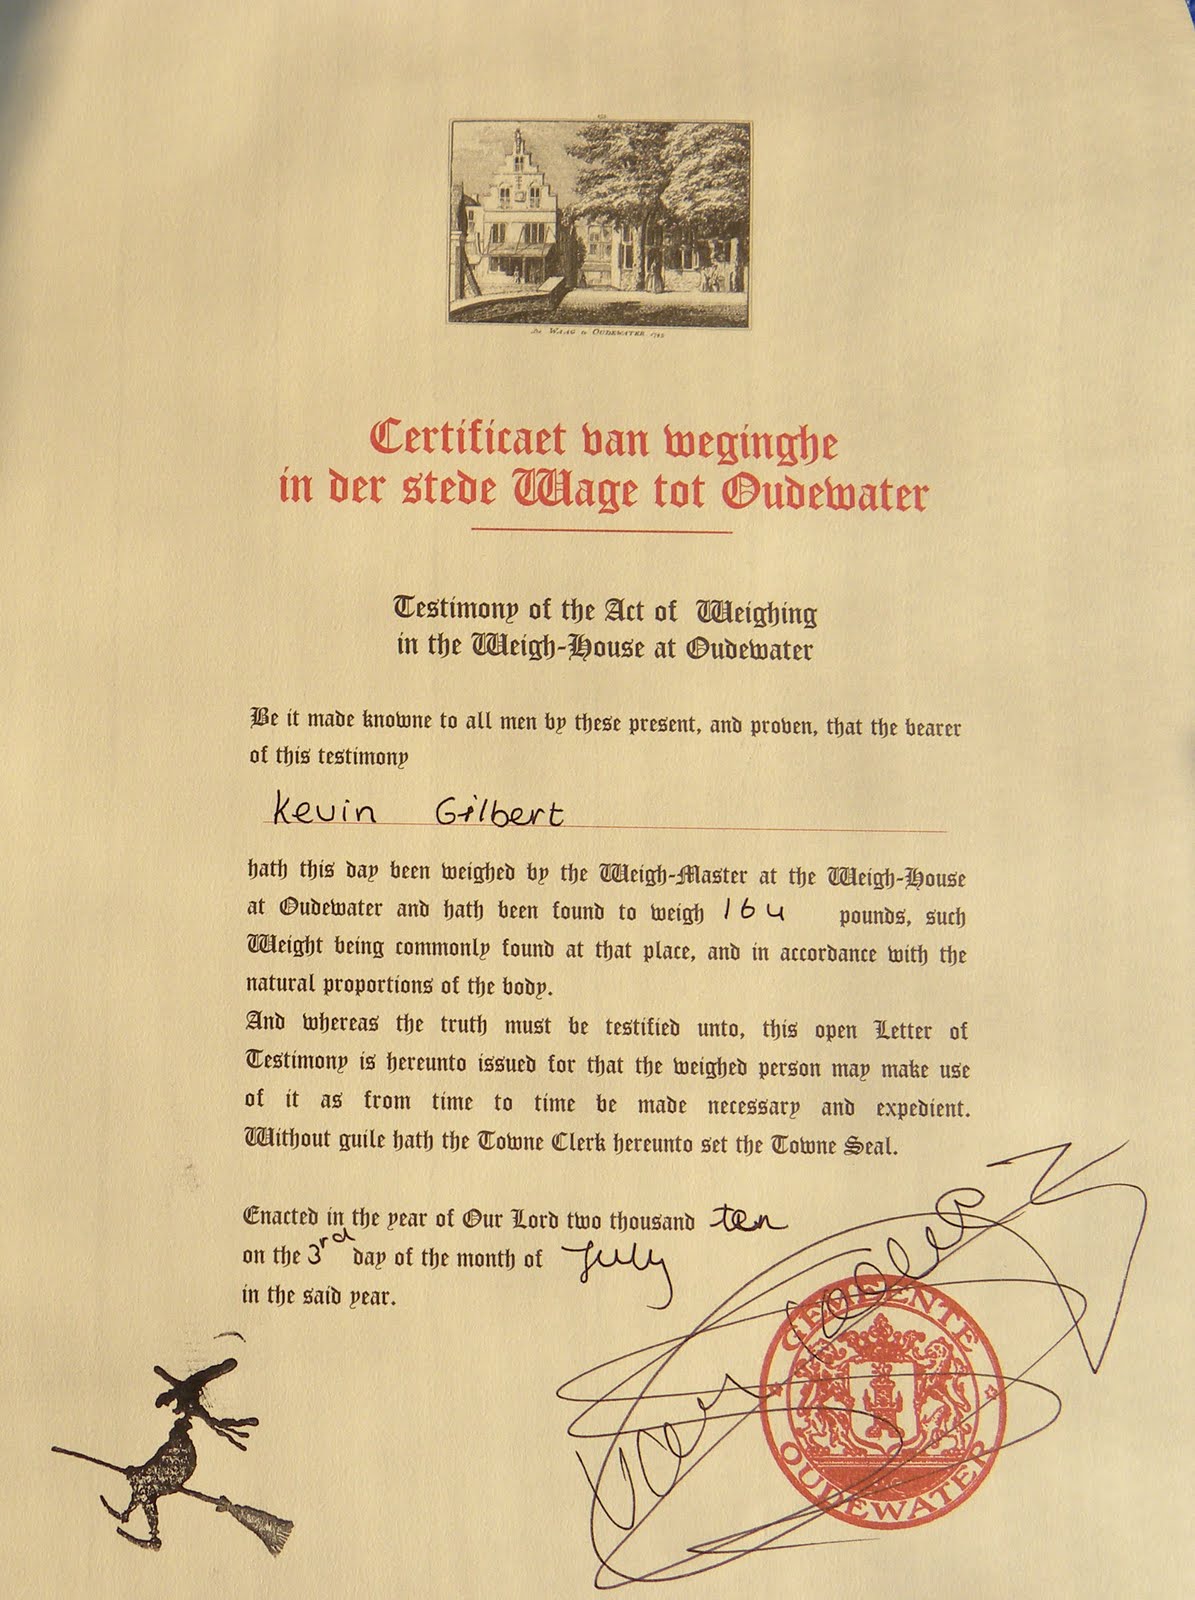 De WAAG te OUDEWATER
Certificaet van weginghe
in der stede Wage tot Oudewater
Testimony of the Act of Weighing
in the Weigh-House at Oudewater
Be it made knowne to all men by these present, and proven, that the bearer
of this testimony
Kevin Gilbert
hath this day been weighed by the Weigh-Master at the Weigh-House
at Oudewater and hath been found to weigh 164 pounds, such
Weight being commonly found at that place, and in accordance with the
natural proportions of the body.
And whereas the truth must be testified unto, this open Letter of
Testimony is hereunto issued for that the weighed person may make use
of it as from time to time be made necessary and expedient.
Without guile hath the Towne Clerk hereunto set the Towne Seal.
Enacted in the year of Our Lord two thousand ten
on the 3rd day of the month of July
in the said year.
GEMEENTE
OUDEWATER